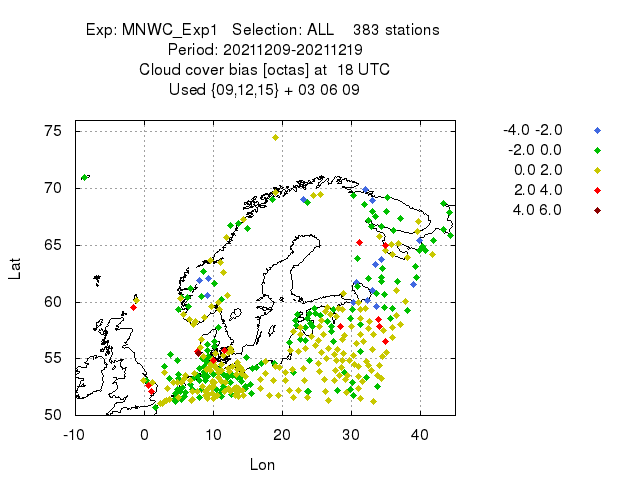 Exp: MNWC_Exp1 Selection: ALL 383 stations
Period: 20211209-20211219
Cloud cover bias [octas] at 18 UTC
Used {09,12,15} + 03 06 09
-4.0 -2.0
-2.0 0.0
0.0 2.0
2.0 4.0
4.0 6.0
75
70
65
60
55
50
Lat
-10 0 10 20 30 40
Lon